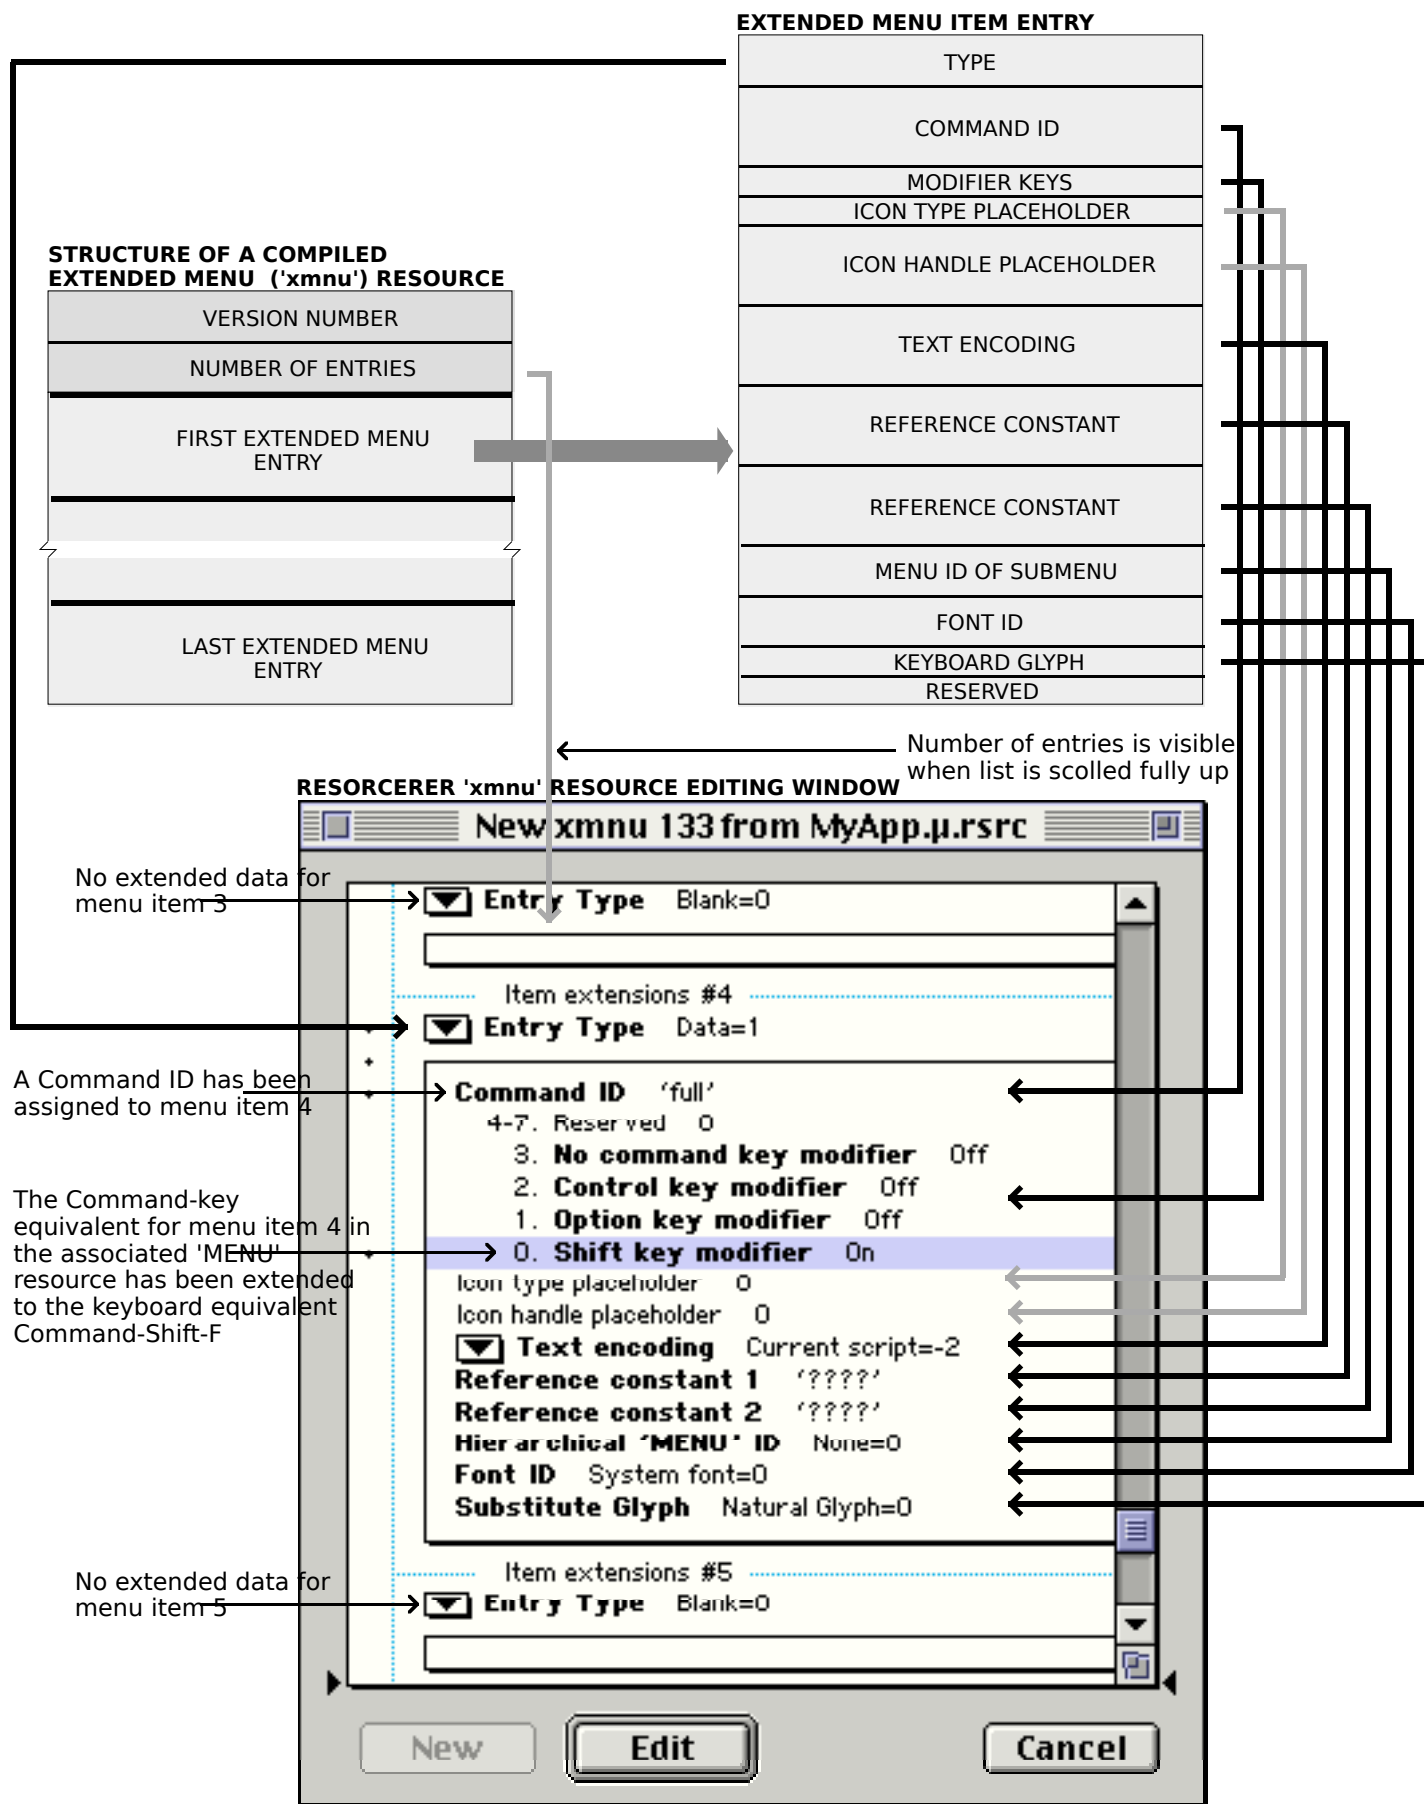 EXTENDED MENU ITEM ENTRY
TYPE
COMMAND ID
MODIFIER KEYS
ICON TYPE PLACEHOLDER
ICON HANDLE PLACEHOLDER
TEXT ENCODING
REFERENCE CONSTANT
REFERENCE CONSTANT
MENU ID OF SUBMENU
FONT ID
KEYBOARD GLYPH
RESERVED
STRUCTURE OF A COMPILED
EXTENDED MENU ('xmnu') RESOURCE
VERSION NUMBER
NUMBER OF ENTRIES
FIRST EXTENDED MENU
ENTRY
LAST EXTENDED MENU
ENTRY
Number of entries is visible
when list is scolled fully up
RESORCERER 'xmnu' RESOURCE EDITING WINDOW
New xmnu 133 from MyApp.µ.rsrc
No extended data for
menu item 3
Entry Type Blank=0
Item extensions #4
Entry Type Data=1
A Command ID has been
assigned to menu item 4
Command ID 'full'
4-7. Reserved 0
3. No command key modifier Off
2. Control key modifier Off
1. Option key modifier Off
0. Shift key modifier On
The Command-key
equivalent for menu item 4 in
the associated 'MENU'
resource has been extended
to the keyboard equivalent
Command-Shift-F
Icon type placeholder 0
Icon handle placeholder 0
Text encoding Current script=-2
Reference constant 1 '????'
Reference constant 2 '????'
Hierarchical 'MENU' ID None=0
Font ID System font=0
Substitute Glyph Natural Glyph=0
Item extensions #5
No extended data for
menu item 5
Entry Type Blank=0
New
Edit
Cancel